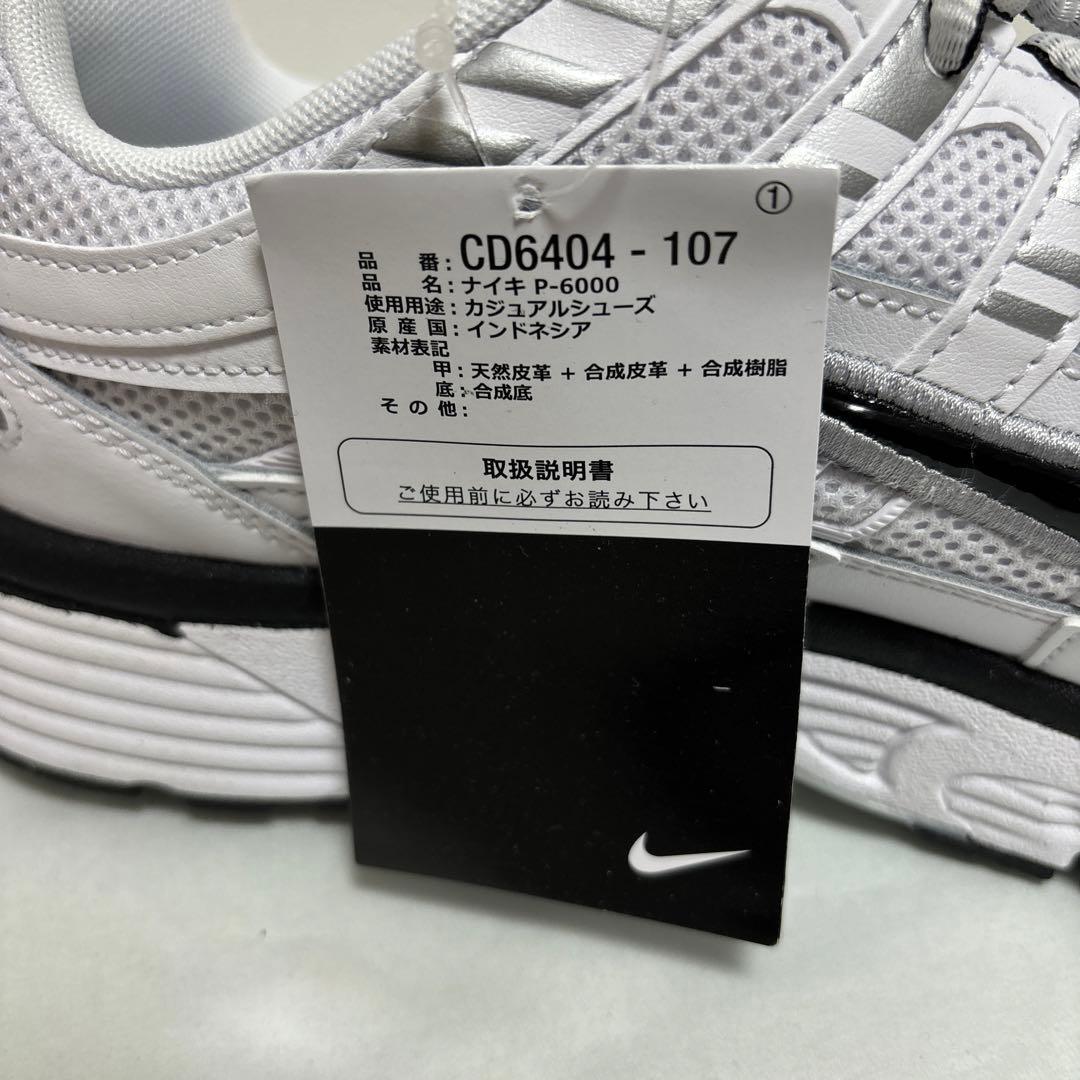 ①
品 番: CD6404 - 107
品 名: ナイキ P-6000
使用用途: カジュアルシューズ
原 産 国: インドネシア
素材表記
甲: 天然皮革 + 合成皮革 + 合成樹脂
底: 合成底
そ の 他:
取扱説明書
ご使用前に必ずお読み下さい